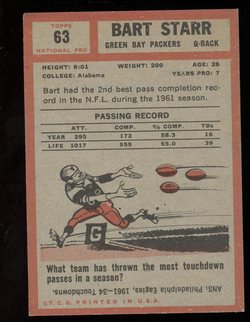 TOPPS
63
NATIONAL PRO
BART STARR
GREEN BAY PACKERS Q-BACK
HEIGHT: 6:01 WEIGHT: 200 AGE: 28
COLLEGE: Alabama YEARS PRO: 7
Bart had the 2nd best pass completion rec-
ord in the N.F.L. during the 1961 season.
PASSING RECORD
ATT. COMP. % COMP. TDs
YEAR 295 172 58.3 16
LIFE 1017 559 55.0 39
G
What team has thrown the most touchdown
passes in a season?
ANS: Philadelphia Eagles, 1961—34 Touchdowns.
© T.C.G. PRINTED IN U.S.A.